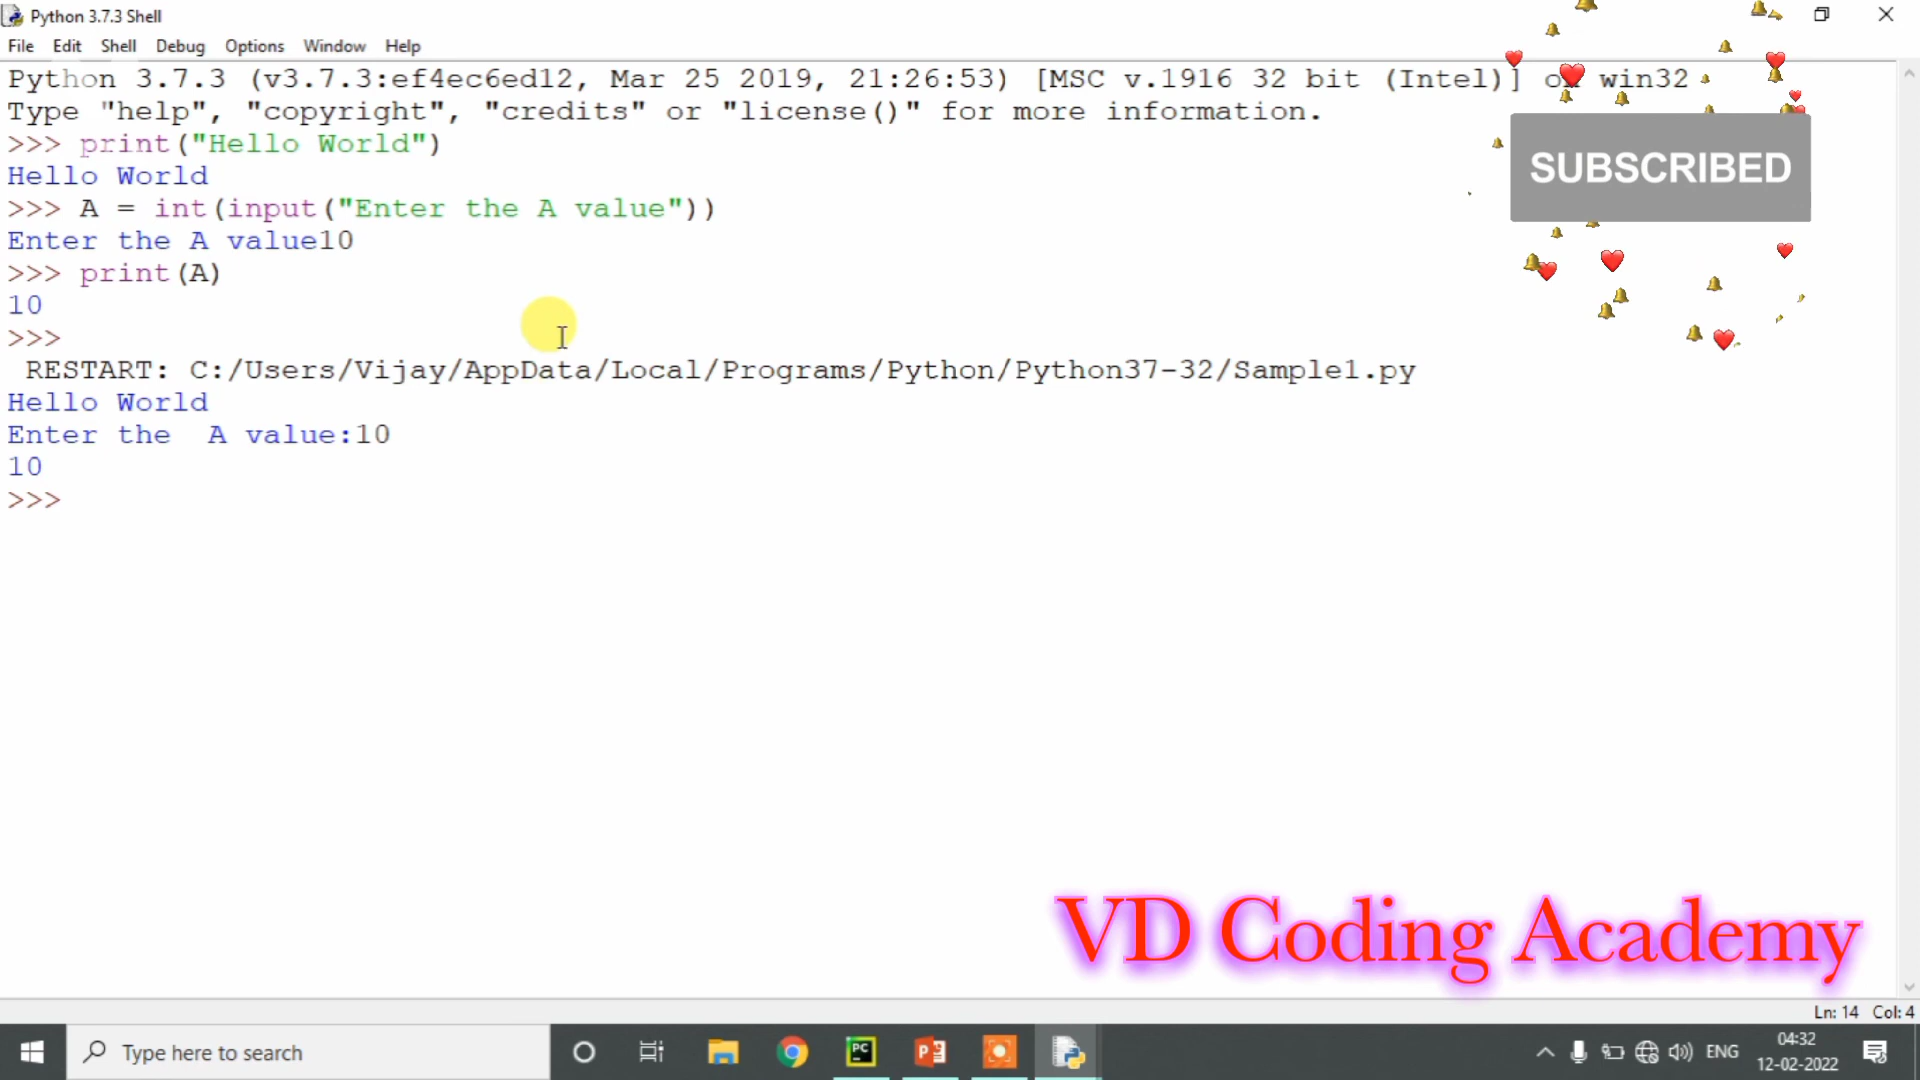 Python 3.7.3 Shell
File Edit Shell Debug Options Window Help
Python 3.7.3 (v3.7.3:ef4ec6ed12, Mar 25 2019, 21:26:53) [MSC v.1916 32 bit (Intel)] on win32
Type "help", "copyright", "credits" or "license()" for more information.
>>> print("Hello World")
Hello World
>>> A = int(input("Enter the A value"))
Enter the A value10
>>> print(A)
10
>>>
RESTART: C:/Users/Vijay/AppData/Local/Programs/Python/Python37-32/Sample1.py
Hello World
Enter the  A value:10
10
>>>
SUBSCRIBED
VD Coding Academy
Ln: 14 Col: 4
Type here to search
PC
P
ENG
04:32
12-02-2022